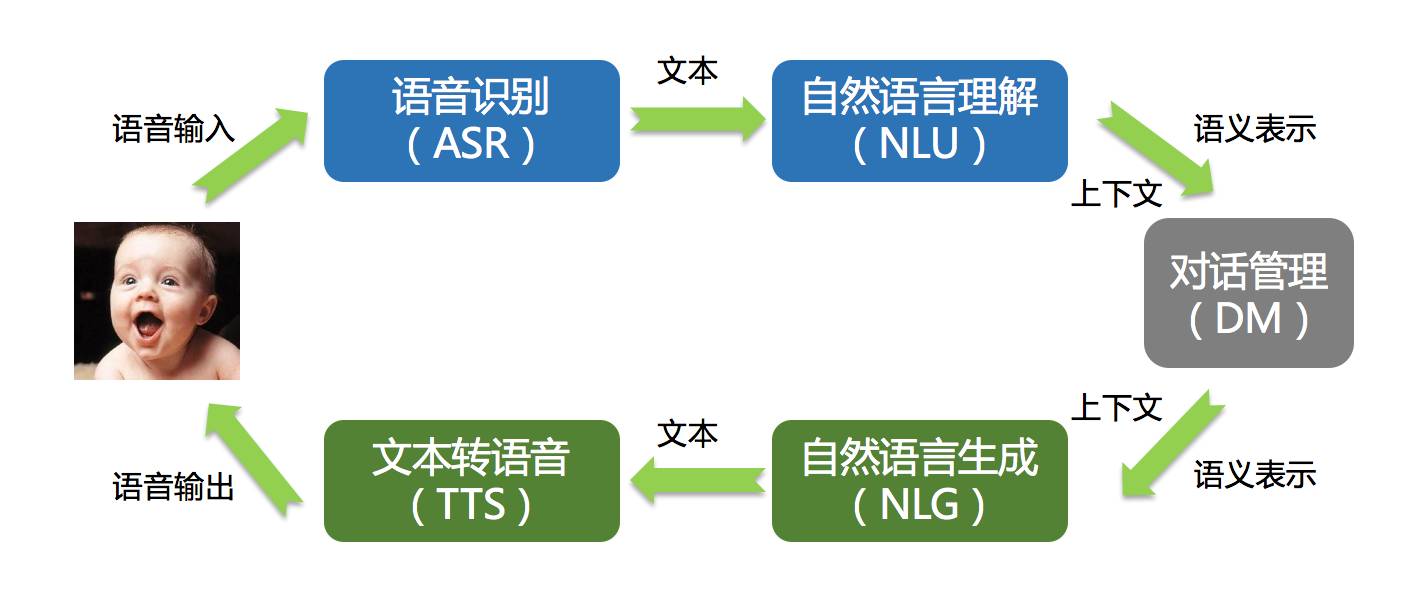 文本
语音识别
（ASR）
自然语言理解
（NLU）
语音输入
语义表示
上下文
对话管理
（DM）
上下文
文本
文本转语音
（TTS）
自然语言生成
（NLG）
语义表示
语音输出